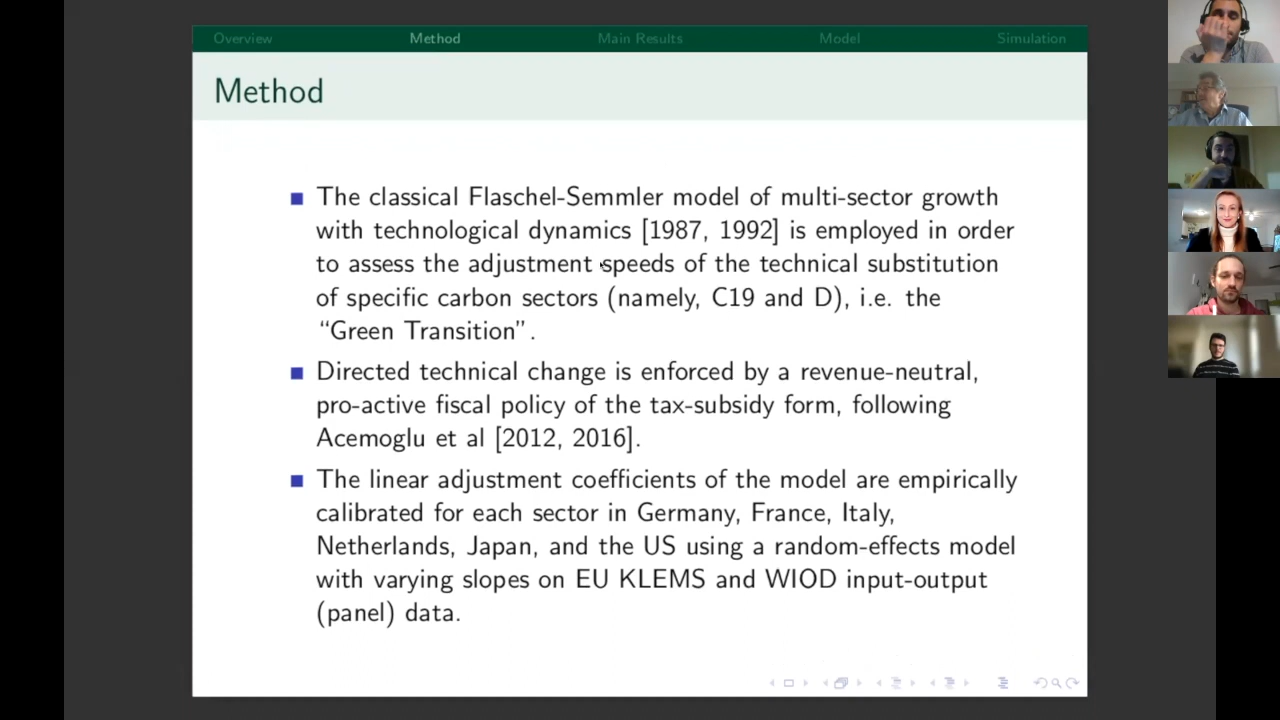 Overview Method Main Results Model Simulation
Method
The classical Flaschel-Semmler model of multi-sector growth
with technological dynamics [1987, 1992] is employed in order
to assess the adjustment speeds of the technical substitution
of specific carbon sectors (namely, C19 and D), i.e. the
“Green Transition”.
Directed technical change is enforced by a revenue-neutral,
pro-active fiscal policy of the tax-subsidy form, following
Acemoglu et al [2012, 2016].
The linear adjustment coefficients of the model are empirically
calibrated for each sector in Germany, France, Italy,
Netherlands, Japan, and the US using a random-effects model
with varying slopes on EU KLEMS and WIOD input-output
(panel) data.